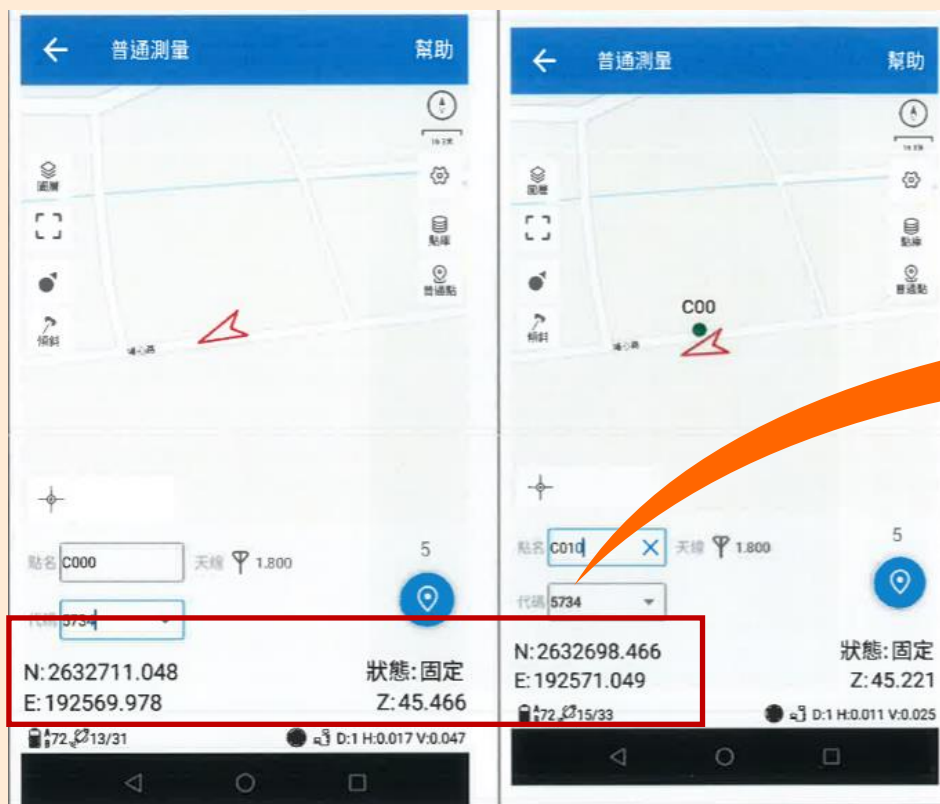 普通測量 幫助
圖層
點庫
普通點
傾斜
點名 C000 天線 1.800 5
代碼 5734
N:2632711.048 狀態:固定
E:192569.978 Z:45.466
72 13/31 D:1 H:0.017 V:0.047
普通測量 幫助
圖層
點庫
普通點
傾斜
C00
點名 C010 天線 1.800 5
代碼 5734
N:2632698.466 狀態:固定
E:192571.049 Z:45.221
72 15/33 D:1 H:0.011 V:0.025